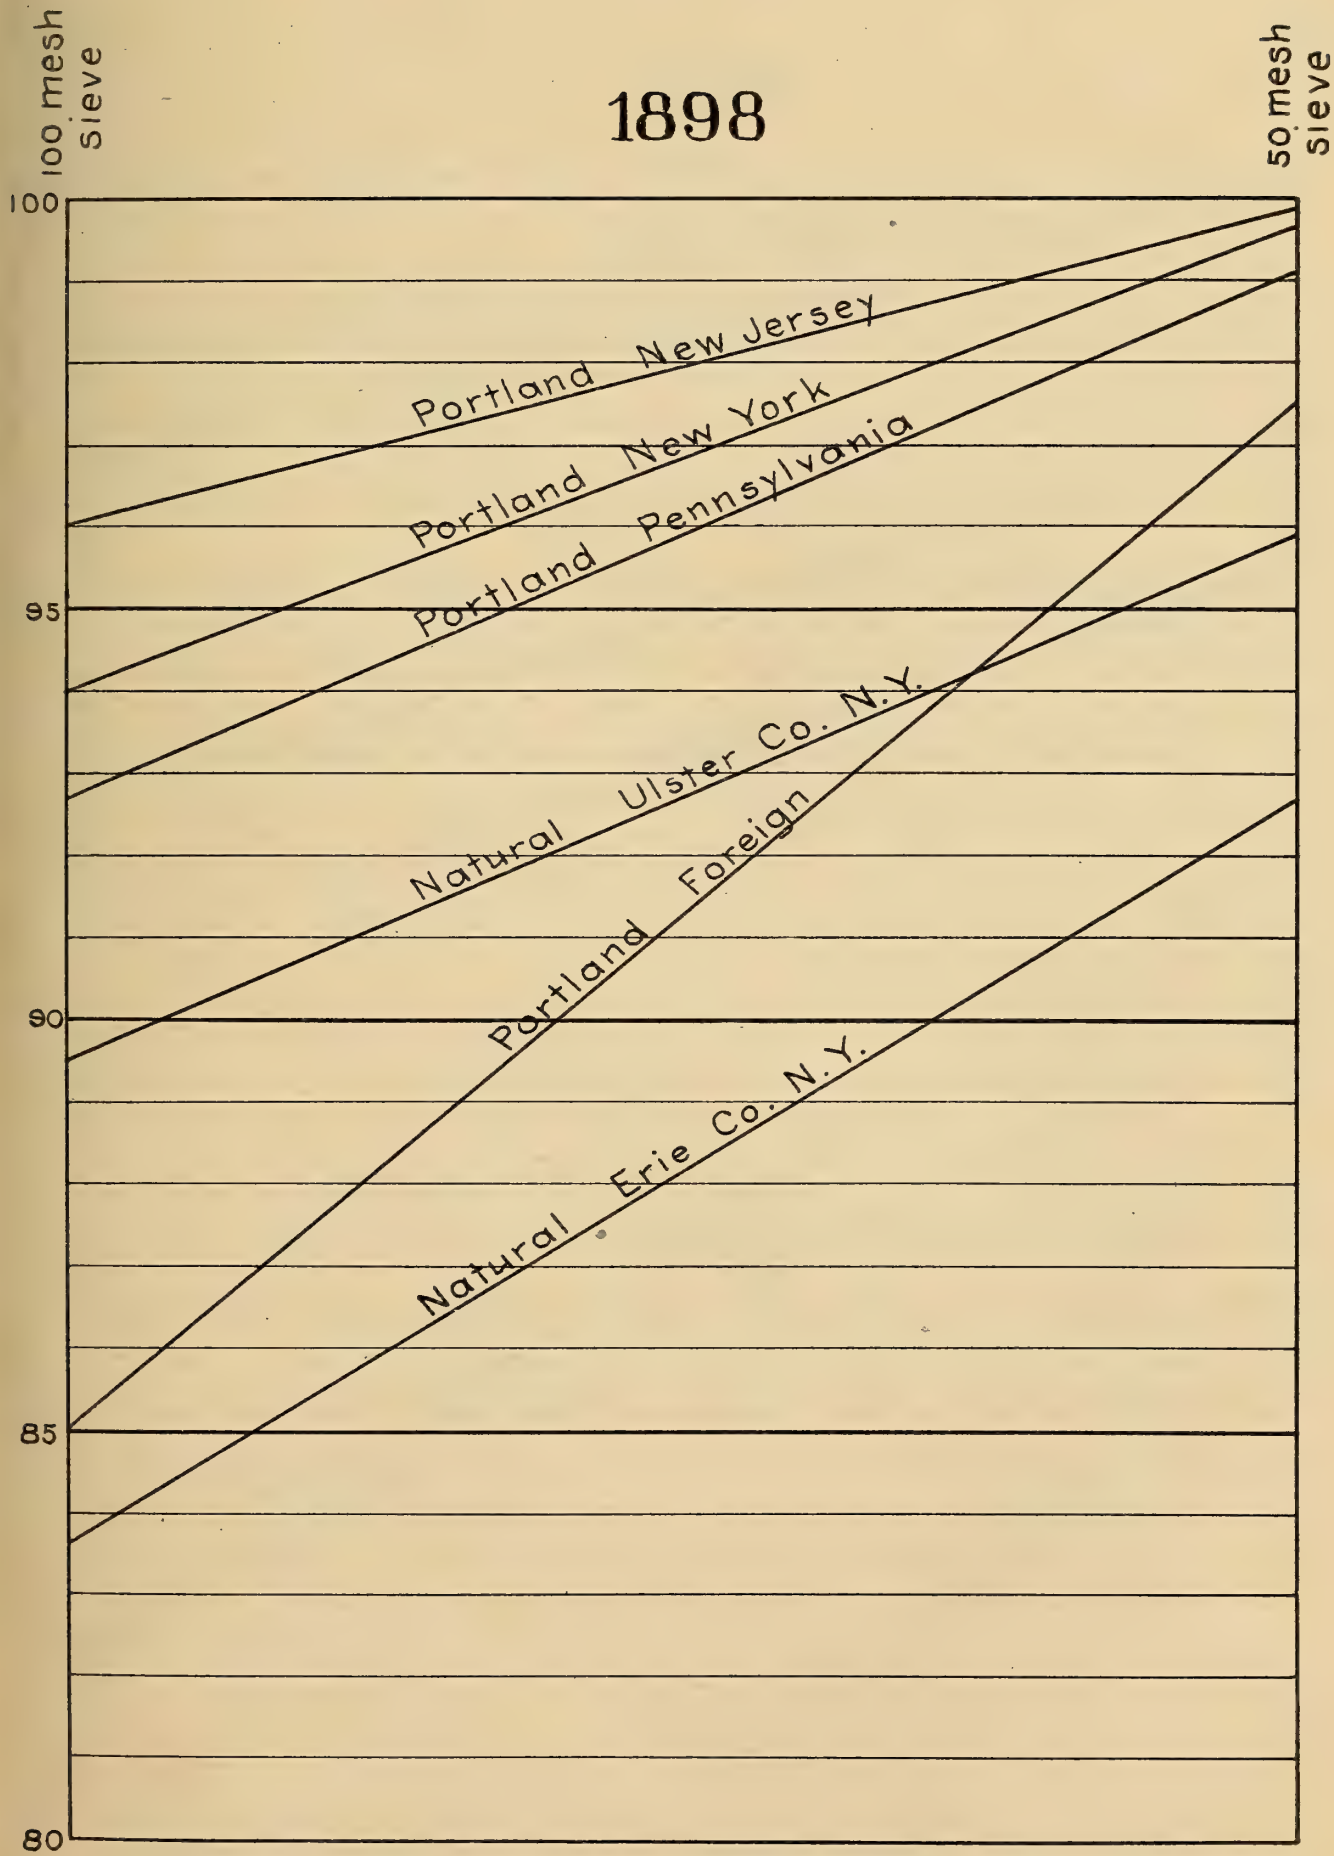 100 mesh
sieve
1898
50 mesh
sieve
100
95
90
85
80
Portland New Jersey
Portland New York
Portland Pennsylvania
Natural Ulster Co. N.Y.
Portland Foreign
Natural Erie Co. N.Y.